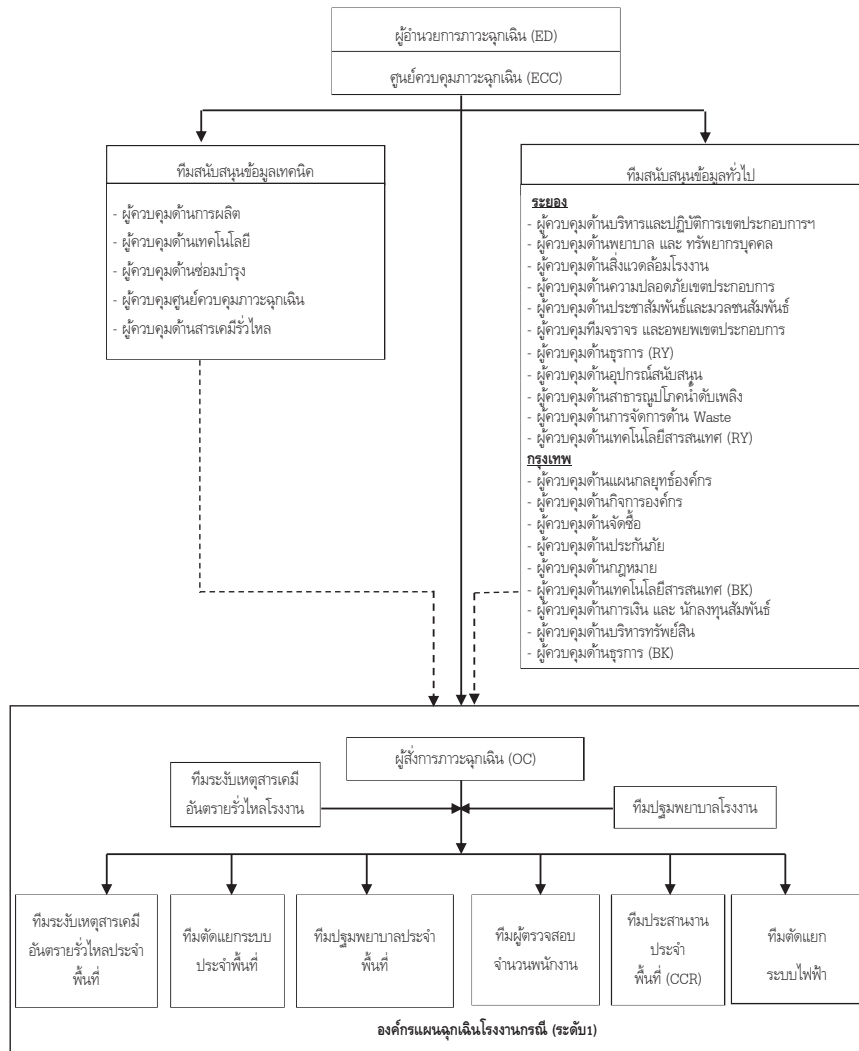 ผู้อำนวยการภาวะฉุกเฉิน (ED)
ศูนย์ควบคุมภาวะฉุกเฉิน (ECC)
ทีมสนับสนุนข้อมูลเทคนิค
- ผู้ควบคุมด้านการผลิต
- ผู้ควบคุมด้านเทคโนโลยี
- ผู้ควบคุมด้านซ่อมบำรุง
- ผู้ควบคุมศูนย์ควบคุมภาวะฉุกเฉิน
- ผู้ควบคุมด้านสารเคมีรั่วไหล
ทีมสนับสนุนข้อมูลทั่วไป
ระยอง
- ผู้ควบคุมด้านบริหารและปฏิบัติการเขตประกอบการฯ
- ผู้ควบคุมด้านพยาบาล และ ทรัพยากรบุคคล
- ผู้ควบคุมด้านสิ่งแวดล้อมโรงงาน
- ผู้ควบคุมด้านความปลอดภัยเขตประกอบการ
- ผู้ควบคุมด้านประชาสัมพันธ์และมวลชนสัมพันธ์
- ผู้ควบคุมทีมจราจร และอพยพเขตประกอบการ
- ผู้ควบคุมด้านธุรการ (RY)
- ผู้ควบคุมด้านอุปกรณ์สนับสนุน
- ผู้ควบคุมด้านสาธารณูปโภคน้ำดับเพลิง
- ผู้ควบคุมด้านการจัดการด้าน Waste
- ผู้ควบคุมด้านเทคโนโลยีสารสนเทศ (RY)
กรุงเทพ
- ผู้ควบคุมด้านแผนกลยุทธ์องค์กร
- ผู้ควบคุมด้านกิจการองค์กร
- ผู้ควบคุมด้านจัดซื้อ
- ผู้ควบคุมด้านประกันภัย
- ผู้ควบคุมด้านกฎหมาย
- ผู้ควบคุมด้านเทคโนโลยีสารสนเทศ (BK)
- ผู้ควบคุมด้านการเงิน และ นักลงทุนสัมพันธ์
- ผู้ควบคุมด้านบริหารทรัพย์สิน
- ผู้ควบคุมด้านธุรการ (BK)
ผู้สั่งการภาวะฉุกเฉิน (OC)
ทีมระงับเหตุสารเคมี
อันตรายรั่วไหลโรงงาน
ทีมปฐมพยาบาลโรงงาน
ทีมระงับเหตุสารเคมี
อันตรายรั่วไหลประจำ
พื้นที่
ทีมตัดแยกระบบ
ประจำพื้นที่
ทีมปฐมพยาบาลประจำ
พื้นที่
ทีมผู้ตรวจสอบ
จำนวนพนักงาน
ทีมประสานงาน
ประจำ
พื้นที่ (CCR)
ทีมตัดแยก
ระบบไฟฟ้า
องค์กรแผนฉุกเฉินโรงงานกรณี (ระดับ1)